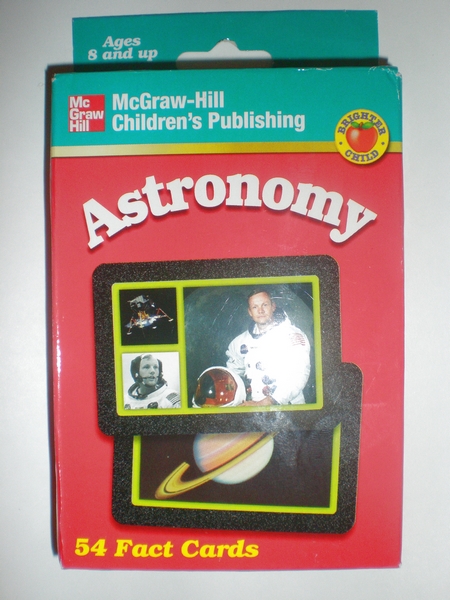 Ages
8 and up
Mc
Graw
Hill
McGraw-Hill
Children's Publishing
BRIGHTER
CHILD
Astronomy
54 Fact Cards